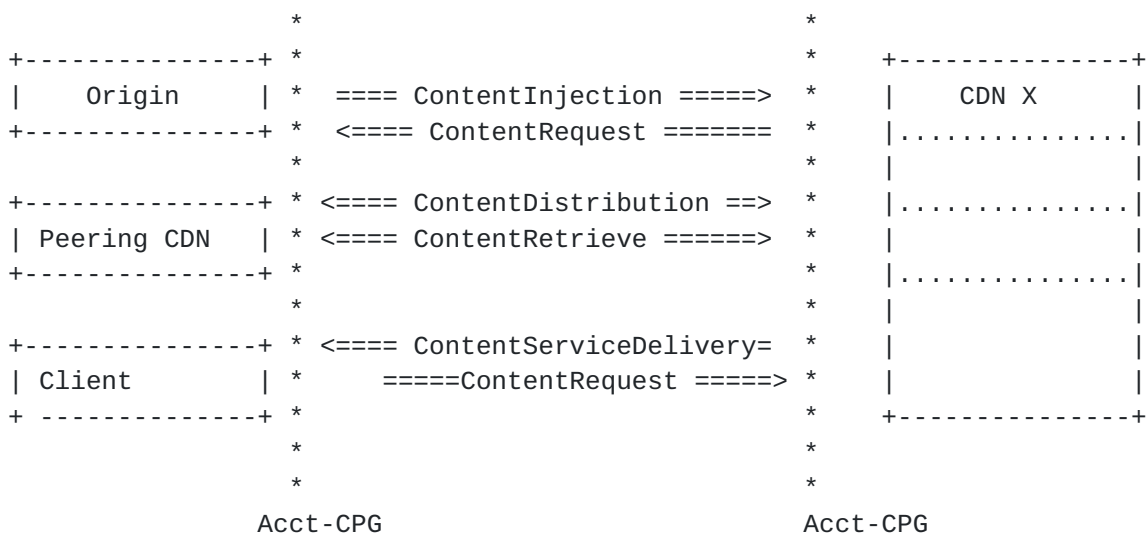 *                                *
+---------------+ *                                *    +---------------+
|     Origin    | *  ==== ContentInjection =====>  *    |     CDN X     |
+---------------+ *  <==== ContentRequest =======  *    |...............|
                  *                                *    |               |
+---------------+ * <==== ContentDistribution ==>  *    |...............|
| Peering CDN   | * <==== ContentRetrieve ======>  *    |               |
+---------------+ *                                *    |...............|
                  *                                *    |               |
+---------------+ * <==== ContentServiceDelivery=  *    |               |
| Client        | *     =====ContentRequest =====> *    |               |
+ --------------+ *                                *    +---------------+
                  *                                *
                  *                                *
                Acct-CPG                           Acct-CPG